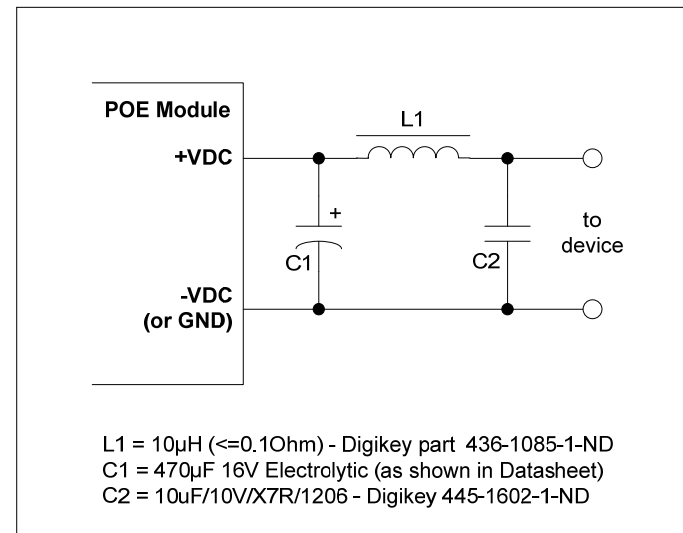 POE Module
L1
+VDC
+
to
device
C1
C2
-VDC
(or GND)
L1 = 10µH (<=0.1Ohm) - Digikey part 436-1085-1-ND
C1 = 470µF 16V Electrolytic (as shown in Datasheet)
C2 = 10uF/10V/X7R/1206 - Digikey 445-1602-1-ND